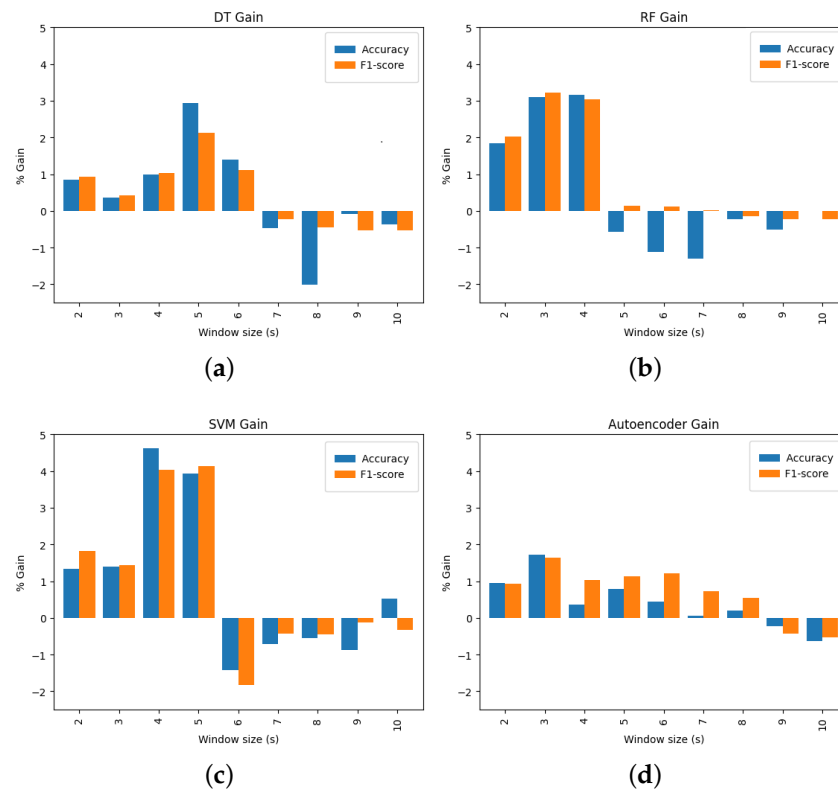 DT Gain
5
4
3
2
1
0
−1
−2
% Gain
Accuracy
F1-score
2 3 4 5 6 7 8 9 10
Window size (s)
(a)
RF Gain
5
4
3
2
1
0
−1
−2
% Gain
Accuracy
F1-score
2 3 4 5 6 7 8 9 10
Window size (s)
(b)
SVM Gain
5
4
3
2
1
0
−1
−2
% Gain
Accuracy
F1-score
2 3 4 5 6 7 8 9 10
Window size (s)
(c)
Autoencoder Gain
5
4
3
2
1
0
−1
−2
% Gain
Accuracy
F1-score
2 3 4 5 6 7 8 9 10
Window size (s)
(d)